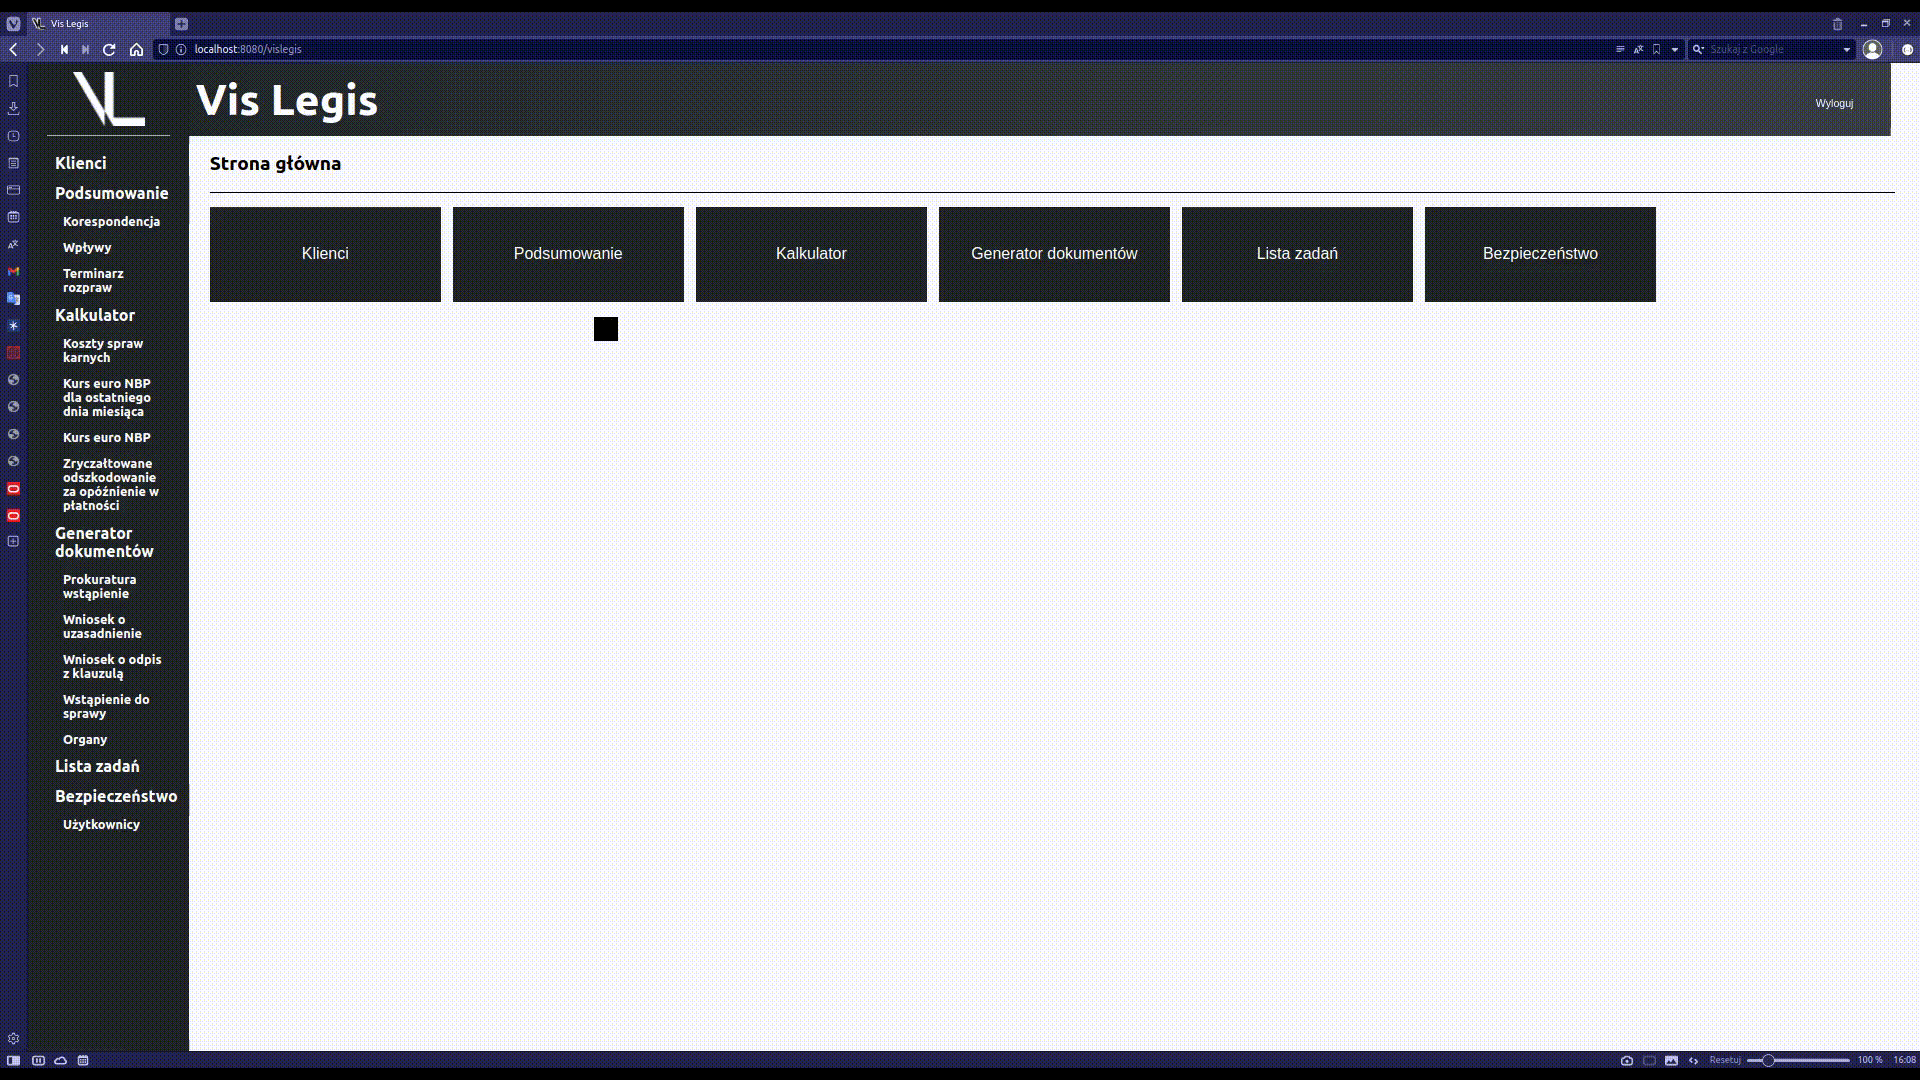 Vis Legis
localhost:8080/vislegis
Szukaj z Google
VL
Vis Legis
Wyloguj
Klienci
Podsumowanie
Korespondencja
Wpływy
Terminarz
rozpraw
Kalkulator
Koszty spraw
karnych
Kurs euro NBP
dla ostatniego
dnia miesiąca
Kurs euro NBP
Zryczałtowane
odszkodowanie
za opóźnienie w
płatności
Generator
dokumentów
Prokuratura
wstąpienie
Wniosek o
uzasadnienie
Wniosek o odpis
z klauzulą
Wstąpienie do
sprawy
Organy
Lista zadań
Bezpieczeństwo
Użytkownicy
Strona główna
Klienci
Podsumowanie
Kalkulator
Generator dokumentów
Lista zadań
Bezpieczeństwo
Resetuj
100 %
16:08